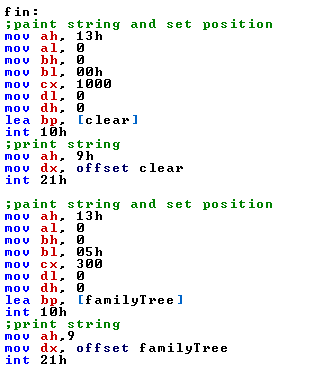 fin:
;paint string and set position
mov ah, 13h
mov al, 0
mov bh, 0
mov bl, 00h
mov cx, 1000
mov dl, 0
mov dh, 0
lea bp, [clear]
int 10h
;print string
mov ah, 9h
mov dx, offset clear
int 21h

;paint string and set position
mov ah, 13h
mov al, 0
mov bh, 0
mov bl, 05h
mov cx, 300
mov dl, 0
mov dh, 0
lea bp, [familyTree]
int 10h
;print string
mov ah,9
mov dx, offset familyTree
int 21h